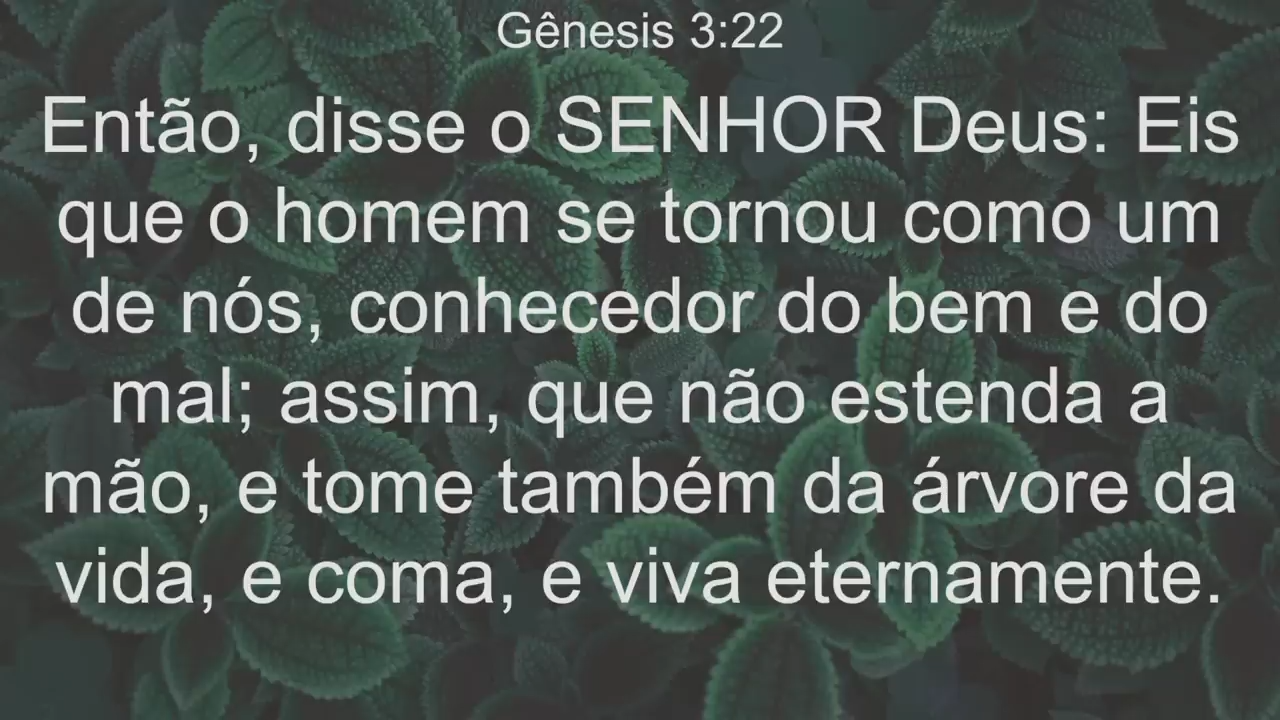 Gênesis 3:22
Então, disse o SENHOR Deus: Eis
que o homem se tornou como um
de nós, conhecedor do bem e do
mal; assim, que não estenda a
mão, e tome também da árvore da
vida, e coma, e viva eternamente.